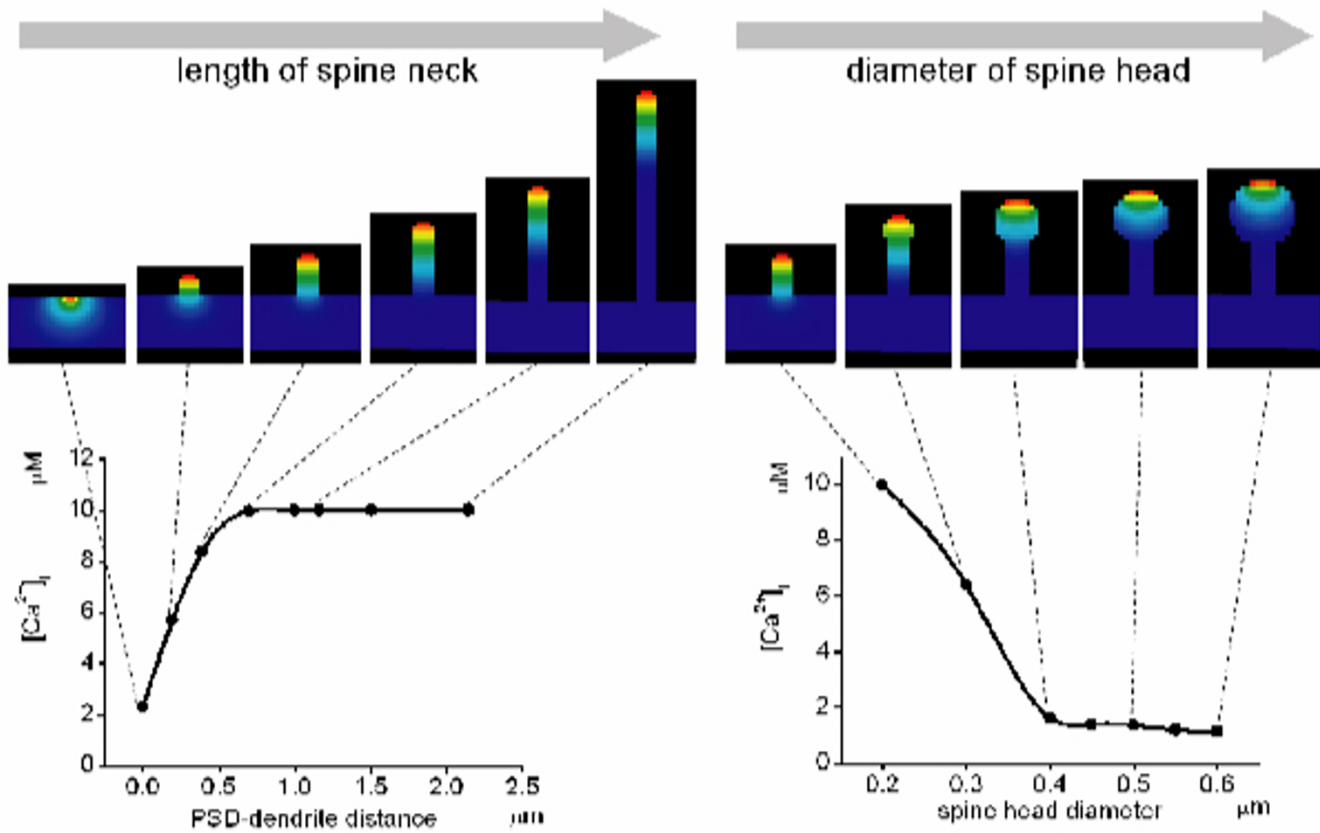 length of spine neck
diameter of spine head
12
10
8
6
4
2
0
µM
[Ca²⁺]ᵢ
0.0 0.5 1.0 1.5 2.0 2.5
PSD-dendrite distance µm
10
8
6
4
2
0
µM
[Ca²⁺]ᵢ
0.2 0.3 0.4 0.5 0.6
spine head diameter µm